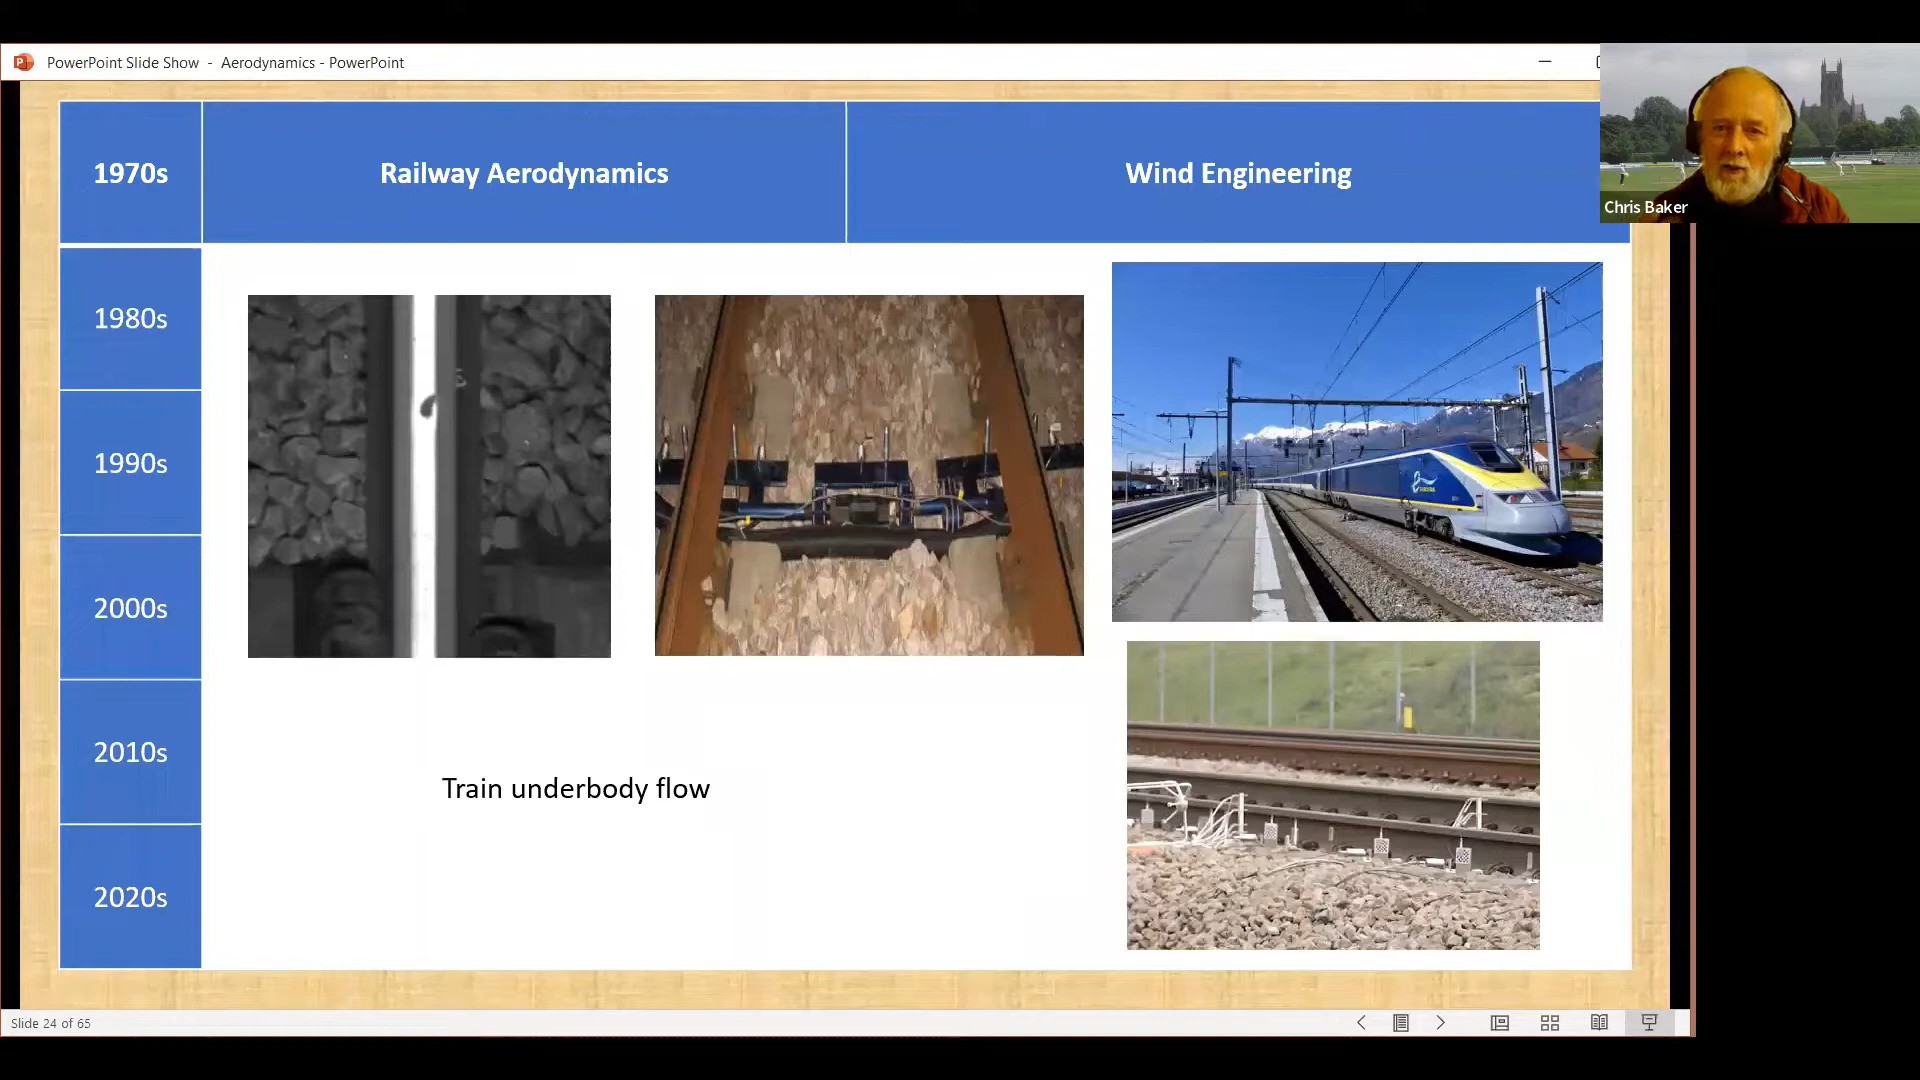 PowerPoint Slide Show - Aerodynamics - PowerPoint
1970s
Railway Aerodynamics
Wind Engineering
Chris Baker
1980s
1990s
2000s
2010s
Train underbody flow
2020s
Slide 24 of 65